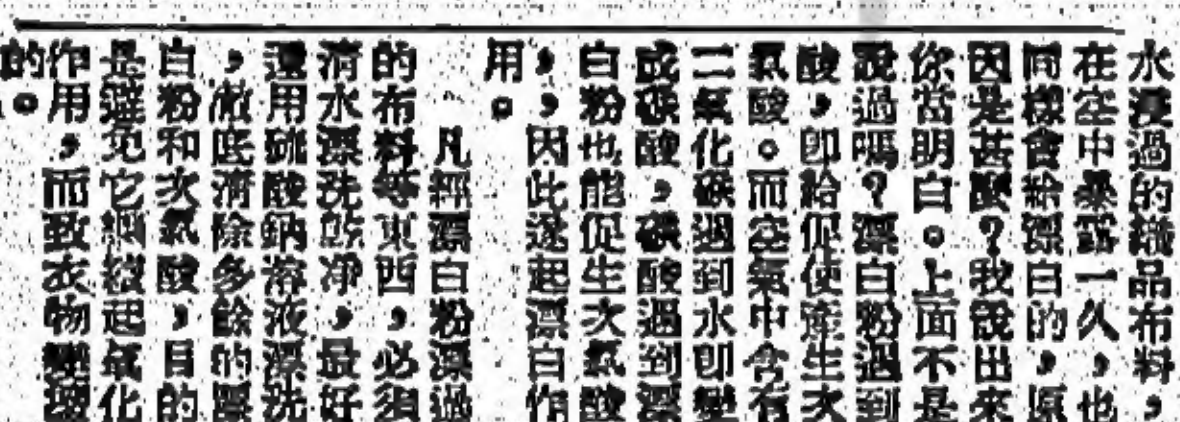 水浸過的織品布料，
在空中暴露一久，也
同樣會給漂白的，原
因是甚麼？我說出來
你當明白。上面不是
說過嗎？漂白粉遇到
酸，即給促使產生次
氯酸。而空氣中含有
二氧化碳遇到水即變
成碳酸，碳酸遇到漂
白粉也能促生次氯酸
，因此遂起漂白作
用。
凡經漂白粉漂過
的布料等東西，必須
清水漂洗乾净，最好
還用硫酸鈉溶液漂洗
，澈底清除多餘的漂
白粉和次氯酸，目的
是避免它繼續起氧化
作用，而致衣物變壞
的。